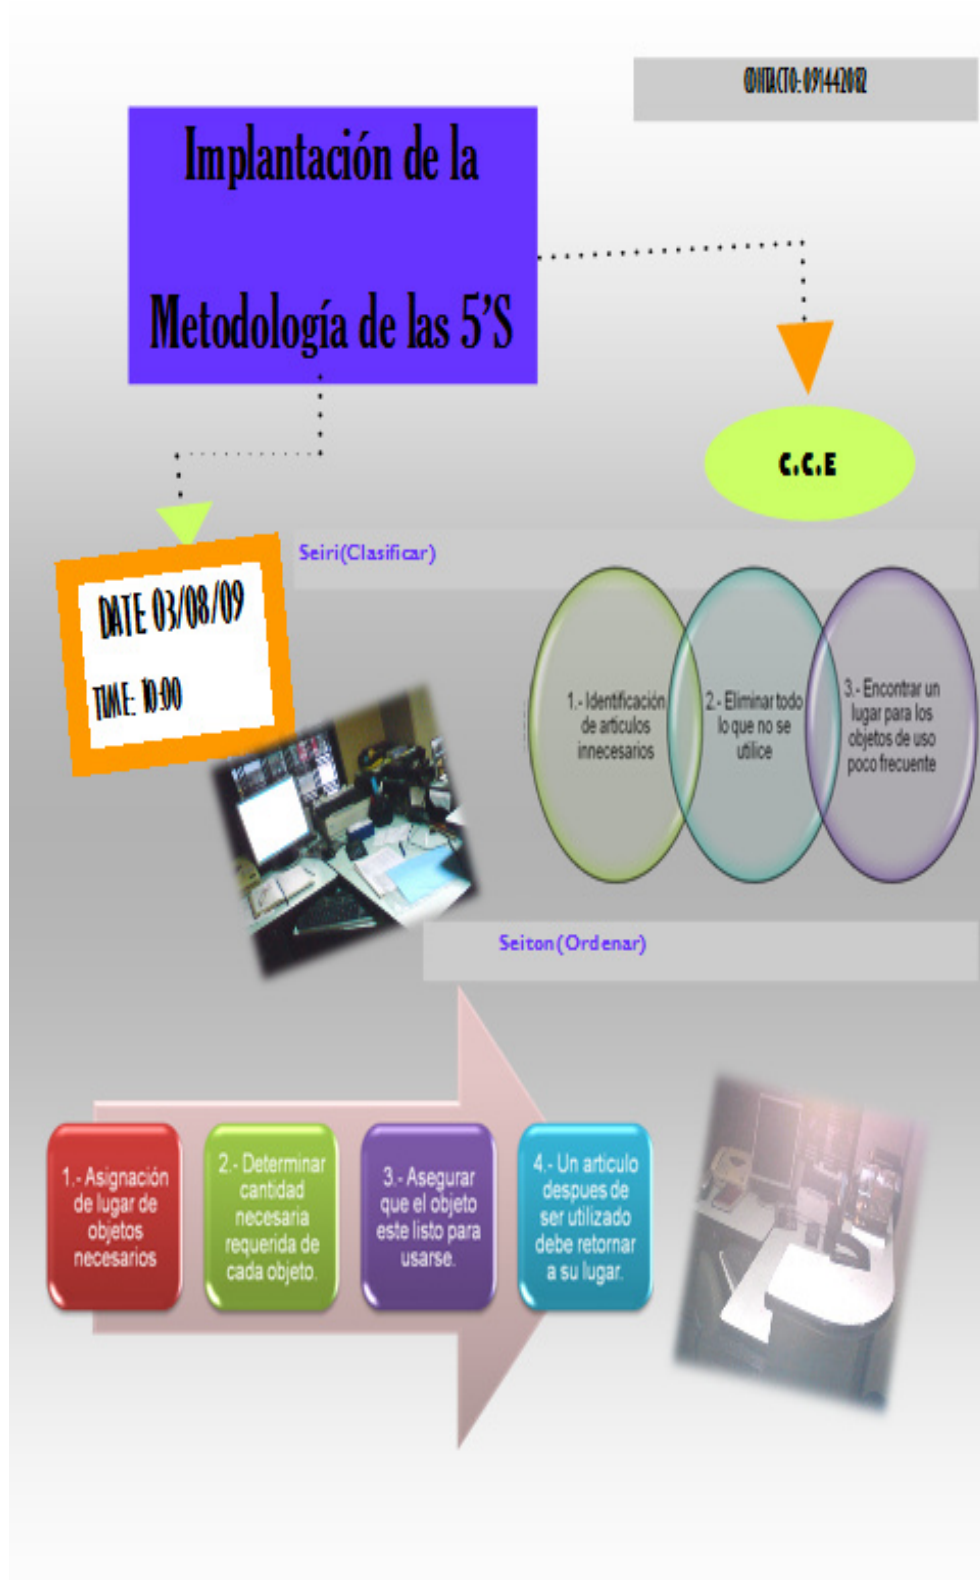 CONTACTO: 091442082
Implantación de la
Metodología de las 5'S
C.C.E
Seiri(Clasificar)
DATE 03/08/09
TIME: 10:00
1.- Identificación
de articulos
innecesarios
2.- Eliminar todo
lo que no se
utilice
3.- Encontrar un
lugar para los
objetos de uso
poco frecuente
Seiton(Ordenar)
1.- Asignación
de lugar de
objetos
necesarios
2.- Determinar
cantidad
necesaria
requerida de
cada objeto.
3.- Asegurar
que el objeto
este listo para
usarse.
4.- Un articulo
despues de
ser utilizado
debe retornar
a su lugar.